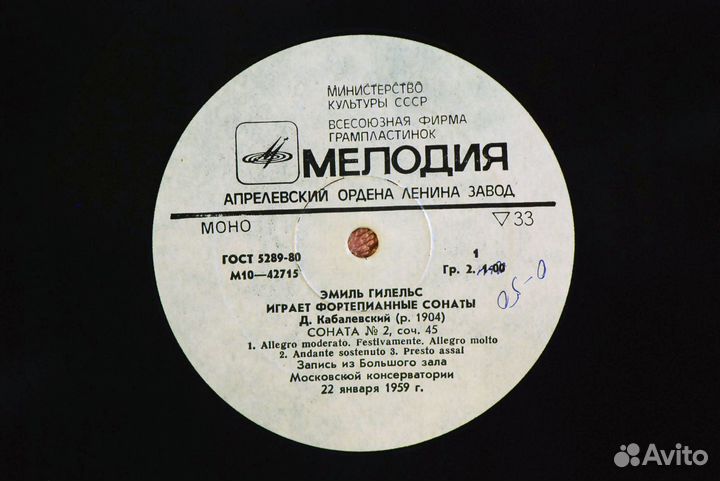 МИНИСТЕРСТВО
КУЛЬТУРЫ СССР
ВСЕСОЮЗНАЯ ФИРМА
ГРАМПЛАСТИНОК
МЕЛОДИЯ
АПРЕЛЕВСКИЙ ОРДЕНА ЛЕНИНА ЗАВОД
МОНО ▽33
ГОСТ 5289-80 1
М10—42715 Гр. 2. 1-00
05-0
ЭМИЛЬ ГИЛЕЛЬС
ИГРАЕТ ФОРТЕПИАННЫЕ СОНАТЫ
Д. Кабалевский (р. 1904)
СОНАТА № 2, соч. 45
1. Allegro moderato. Festivamente. Allegro molto
2. Andante sostenuto 3. Presto assai
Запись из Большого зала
Московской консерватории
22 января 1959 г.
Avito